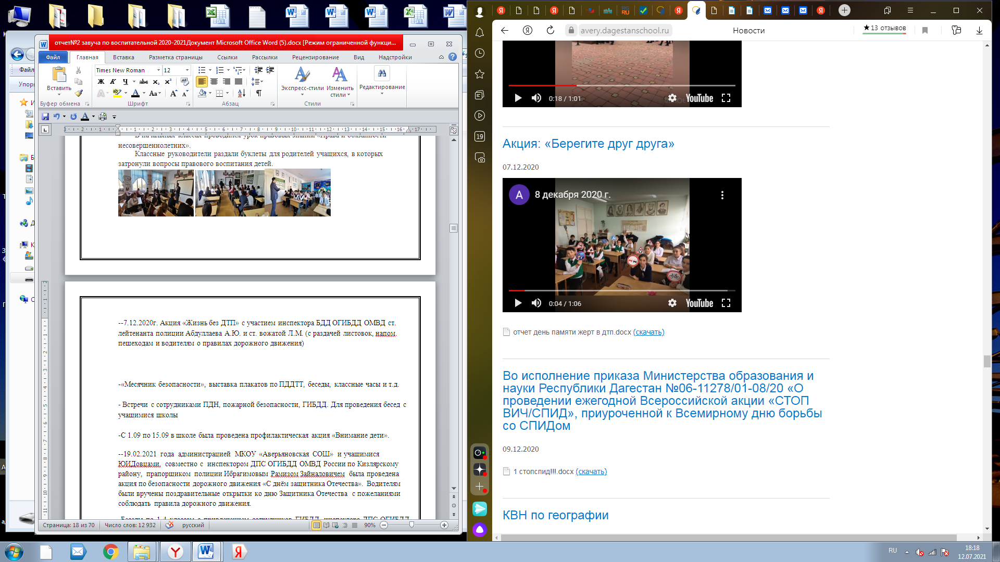 отчет№2 завуча по воспитательной 2020-2021Документ Microsoft Office Word (5).docx [Режим ограниченной функци...
Файл
Главная
Вставка
Разметка страницы
Ссылки
Рассылки
Рецензирование
Вид
Надстройки
Вставить
Times New Roman
12
Экспресс-стили
Изменить стили
Редактирование
Буфер обмена
Шрифт
Абзац
Стили
несовершеннолетних».
Классные руководители раздали буклеты для родителей учащихся, в которых
затронули вопросы правового воспитания детей.
--7.12.2020г. Акция «Жизнь без ДТП» с участием инспектора БДД ОГИБДД ОМВД ст.
лейтенанта полиции Абдуллаева А.Ю. и ст. вожатой Л.М. (с раздачей листовок, напом.
пешеходам и водителям о правилах дорожного движения)
-«Месячник безопасности», выставка плакатов по ПДДТТ, беседы, классные часы и т.д.
- Встречи с сотрудниками ПДН, пожарной безопасности, ГИБДД. Для проведения бесед с
учащимися школы
-С 1.09 по 15.09 в школе была проведена профилактическая акция «Внимание дети».
--19.02.2021 года администрацией МКОУ «Аверьяновская СОШ» и учащимися
ЮИДовцами, совместно с инспектором ДПС ОГИБДД ОМВД России по Кизлярскому
району, прапорщиком полиции Ибрагимовым Рамизом Зайналовичем была проведена
акция по безопасности дорожного движения «С днём защитника Отечества». Водителям
были вручены поздравительные открытки ко дню Защитника Отечества с пожеланиями
соблюдать правила дорожного движения.
Страница: 18 из 70
Число слов: 12 932
русский
90%
avery.dagestanschool.ru
Новости
★13 отзывов
19
0:18 / 1:01
YouTube
Акция: «Берегите друг друга»
07.12.2020
А
8 декабря 2020 г.
0:04 / 1:06
YouTube
отчет день памяти жерт в дтп.docx (скачать)
Во исполнение приказа Министерства образования и
науки Республики Дагестан №06-11278/01-08/20 «О
проведении ежегодной Всероссийской акции «СТОП
ВИЧ/СПИД», приуроченной к Всемирному дню борьбы
со СПИДом
09.12.2020
1 стопспид!!!.docx (скачать)
КВН по географии
RU
18:18
12.07.2021